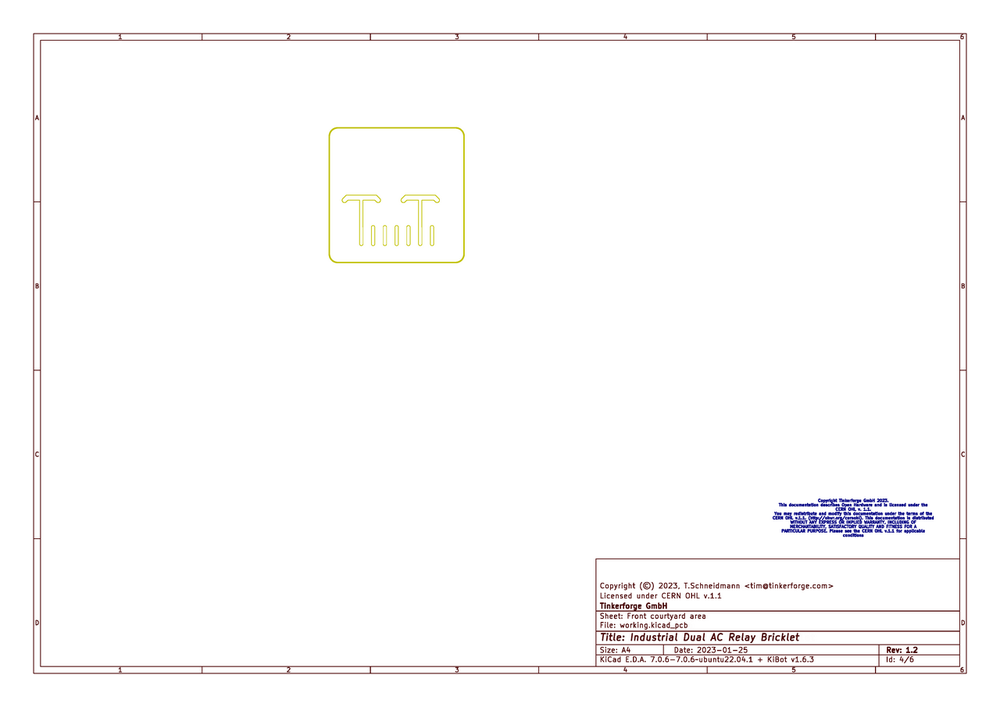 1 2 3 4 5 6
A A
B B
C C
Copyright Tinkerforge GmbH 2023.
This documentation describes Open Hardware and is licensed under the
CERN OHL v. 1.1.
You may redistribute and modify this documentation under the terms of the
CERN OHL v.1.1. (http://ohwr.org/cernohl). This documentation is distributed
WITHOUT ANY EXPRESS OR IMPLIED WARRANTY, INCLUDING OF
MERCHANTABILITY, SATISFACTORY QUALITY AND FITNESS FOR A
PARTICULAR PURPOSE. Please see the CERN OHL v.1.1 for applicable
conditions
Copyright (©) 2023, T.Schneidmann <tim@tinkerforge.com>
Licensed under CERN OHL v.1.1
Tinkerforge GmbH
Sheet: Front courtyard area
File: working.kicad_pcb
D D
Title: Industrial Dual AC Relay Bricklet
Size: A4 Date: 2023-01-25 Rev: 1.2
KiCad E.D.A. 7.0.6-7.0.6-ubuntu22.04.1 + KiBot v1.6.3 Id: 4/6
1 2 3 4 5 6